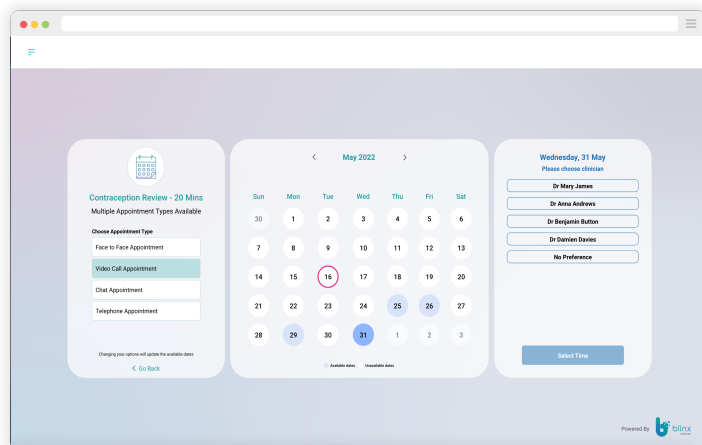 Contraception Review - 20 Mins
Multiple Appointment Types Available
Choose Appointment Type
Face to Face Appointment
Video Call Appointment
Chat Appointment
Telephone Appointment
Changing your options will update the available dates
Go Back
May 2022
Sun Mon Tue Wed Thu Fri Sat
30 1 2 3 4 5 6
7 8 9 10 11 12 13
14 15 16 17 18 19 20
21 22 23 24 25 26 27
28 29 30 31 1 2 3
Available dates Unavailable dates
Wednesday, 31 May
Please choose clinician
Dr Mary James
Dr Anna Andrews
Dr Benjamin Button
Dr Damien Davies
No Preference
Select Time
Powered By blinx